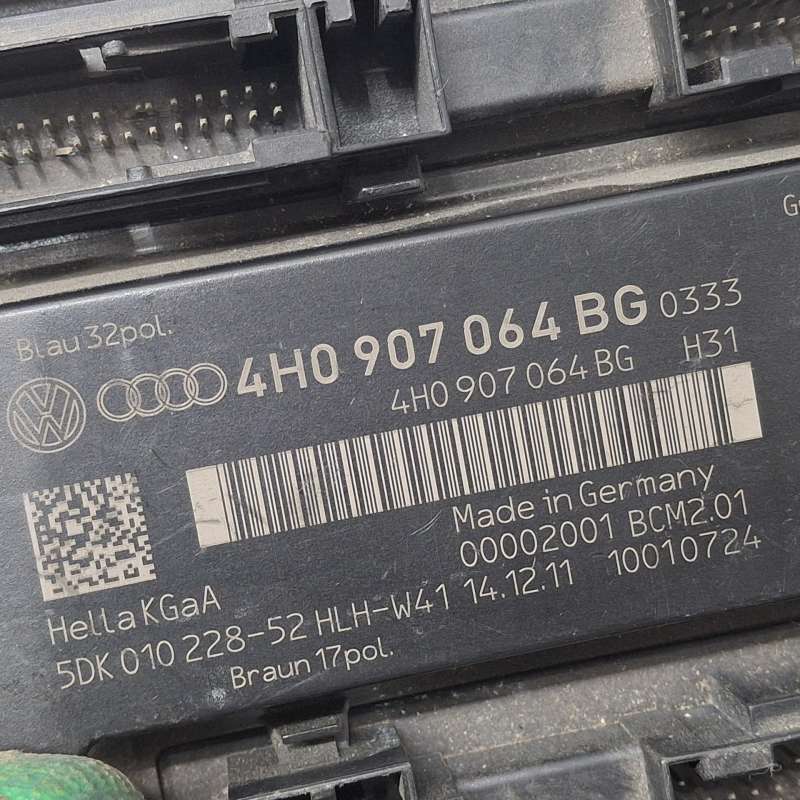 Blau 32pol.
4H0 907 064 BG 0333
4H0 907 064 BG H31
Made in Germany
00002001 BCM2.01
Hella KGaA
5DK 010 228-52 HLH-W41 14.12.11 10010724
Braun 17pol.